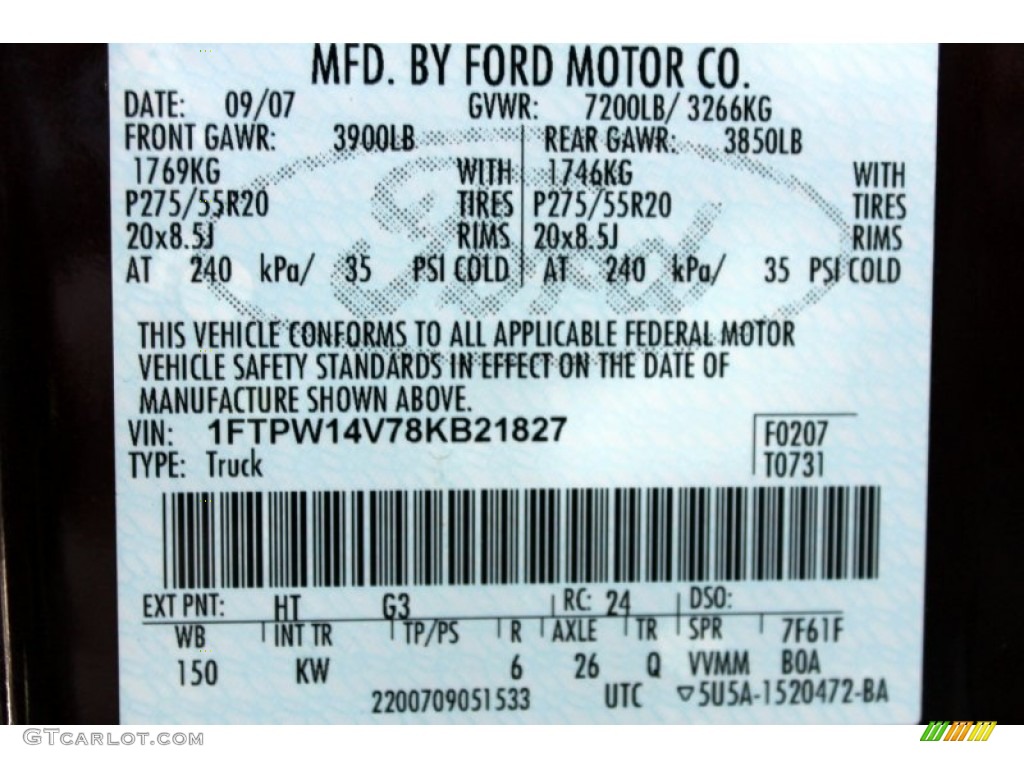 MFD. BY FORD MOTOR CO.
DATE: 09/07 GVWR: 7200LB/ 3266KG
FRONT GAWR: 3900LB REAR GAWR: 3850LB
1769KG WITH 1746KG WITH
P275/55R20 TIRES P275/55R20 TIRES
20x8.5J RIMS 20x8.5J RIMS
AT 240 kPa/ 35 PSI COLD AT 240 kPa/ 35 PSI COLD
Ford
THIS VEHICLE CONFORMS TO ALL APPLICABLE FEDERAL MOTOR
VEHICLE SAFETY STANDARDS IN EFFECT ON THE DATE OF
MANUFACTURE SHOWN ABOVE.
VIN: 1FTPW14V78KB21827 F0207
TYPE: Truck T0731
EXT PNT: HT G3 RC: 24 DSO:
WB INT TR TP/PS R AXLE TR SPR 7F61F
150 KW 6 26 Q VVMM BOA
2200709051533 UTC ▽5U5A-1520472-BA
GTCarlot.com